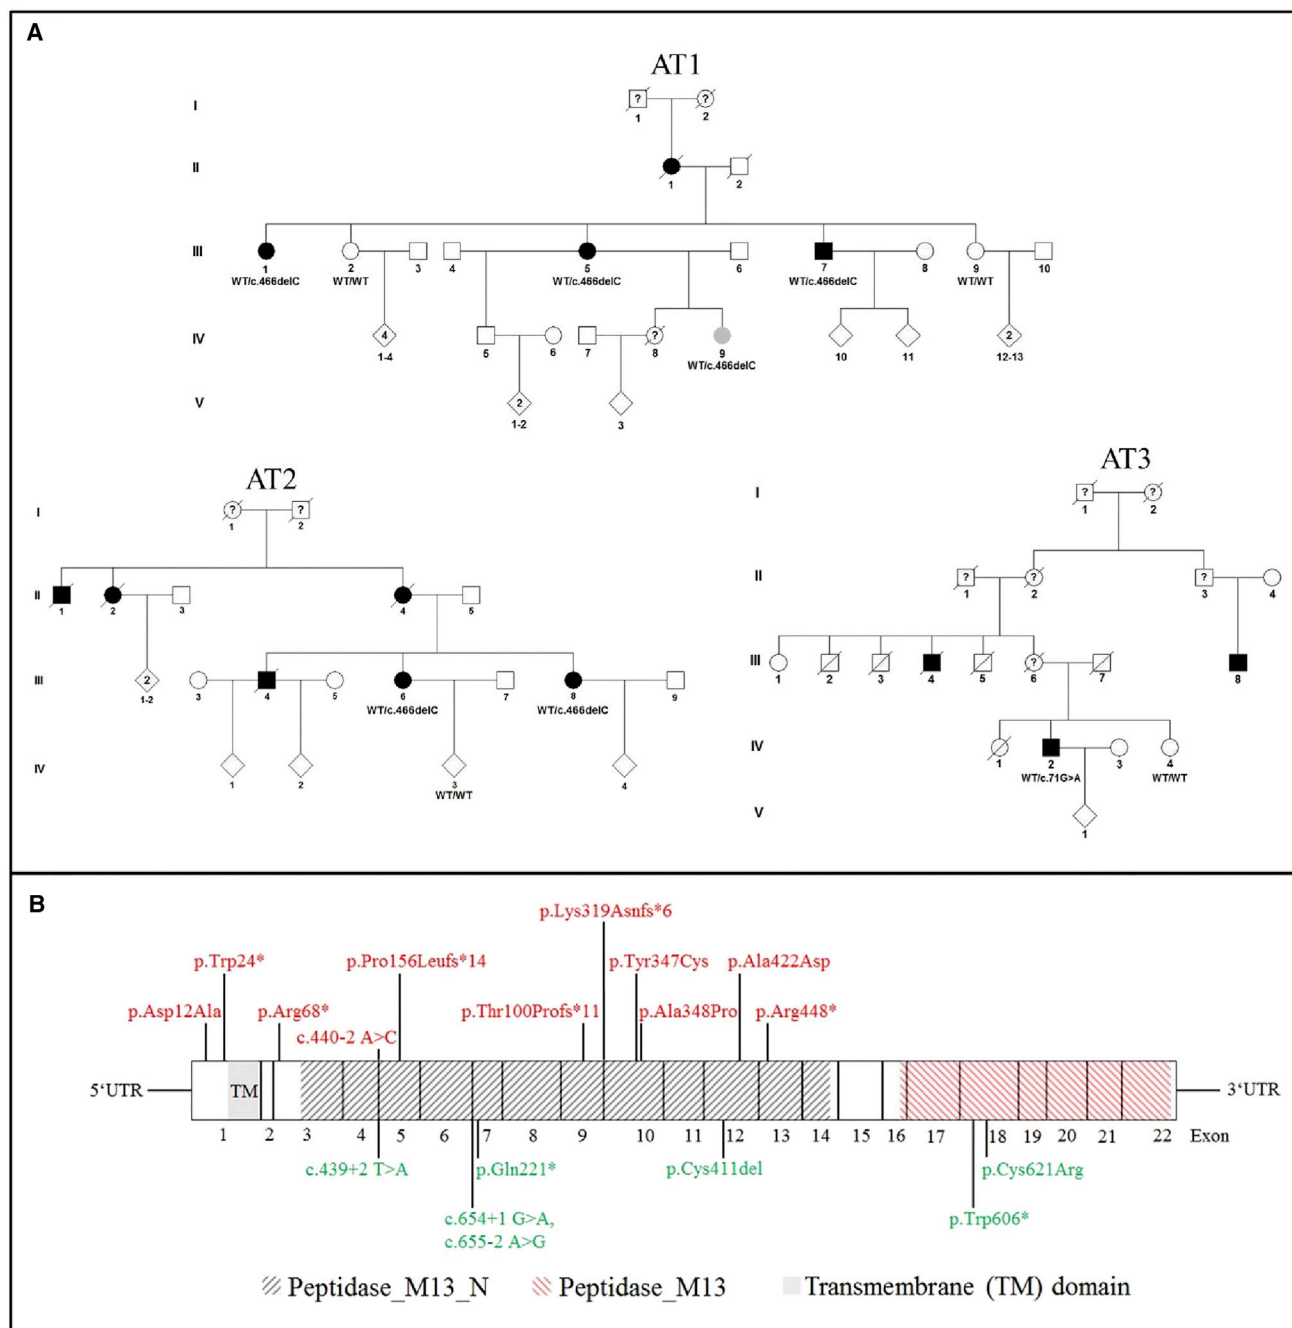 A
AT1
I
? ?
1 2
II
1 2
III
1 2 3 4 5 6 7 8 9 10
WT/c.466delC WT/WT WT/c.466delC WT/c.466delC WT/WT
IV
4 5 6 7 ? 8 9 10 11 2
1-4 WT/c.466delC 12-13
V
2
1-2 3
AT2
I
? ?
1 2
II
1 2 3 4 5
III
2 3 4 5 6 7 8 9
1-2 WT/c.466delC WT/c.466delC
IV
1 2 3 4
WT/WT
AT3
I
? ?
1 2
II
? ? ?
1 2 3 4
III
?
1 2 3 4 5 6 7 8
IV
1 2 3 4
WT/c.71G>A WT/WT
V
1
B
p.Lys319Asnfs*6
p.Trp24* p.Pro156Leufs*14 p.Tyr347Cys p.Ala422Asp
p.Asp12Ala p.Arg68* p.Thr100Profs*11 p.Ala348Pro p.Arg448*
c.440-2 A>C
5‘UTR TM 3‘UTR
1 2 3 4 5 6 7 8 9 10 11 12 13 14 15 16 17 18 19 20 21 22 Exon
c.439+2 T>A p.Gln221* p.Cys411del p.Cys621Arg
c.654+1 G>A, p.Trp606*
c.655-2 A>G
Peptidase_M13_N Peptidase_M13 Transmembrane (TM) domain